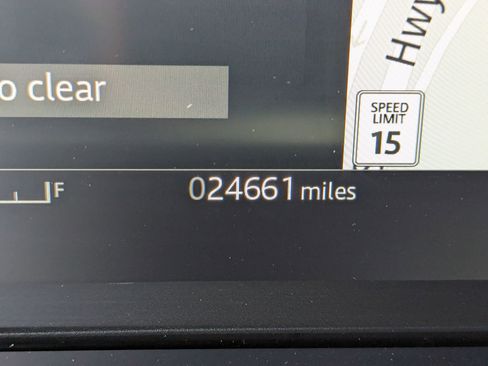 o clear
Hwy
SPEED
LIMIT
15
F
024661 miles